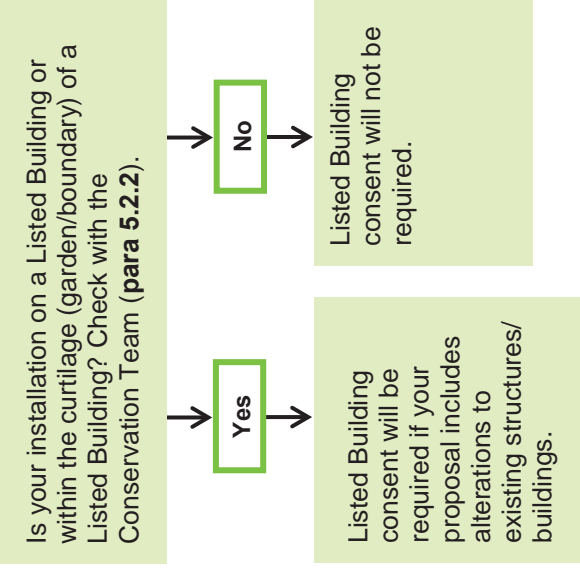 Is your installation on a Listed Building or
within the curtilage (garden/boundary) of a
Listed Building? Check with the
Conservation Team (para 5.2.2).
Yes
Listed Building
consent will be
required if your
proposal includes
alterations to
existing structures/
buildings.
No
Listed Building
consent will not be
required.